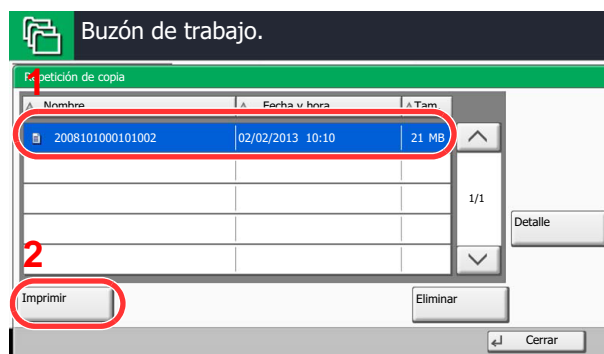 Buzón de trabajo.
Repetición de copia
1
Nombre Fecha y hora Tam.
2008101000101002 02/02/2013 10:10 21 MB
1/1
Detalle
2
Imprimir Eliminar
Cerrar